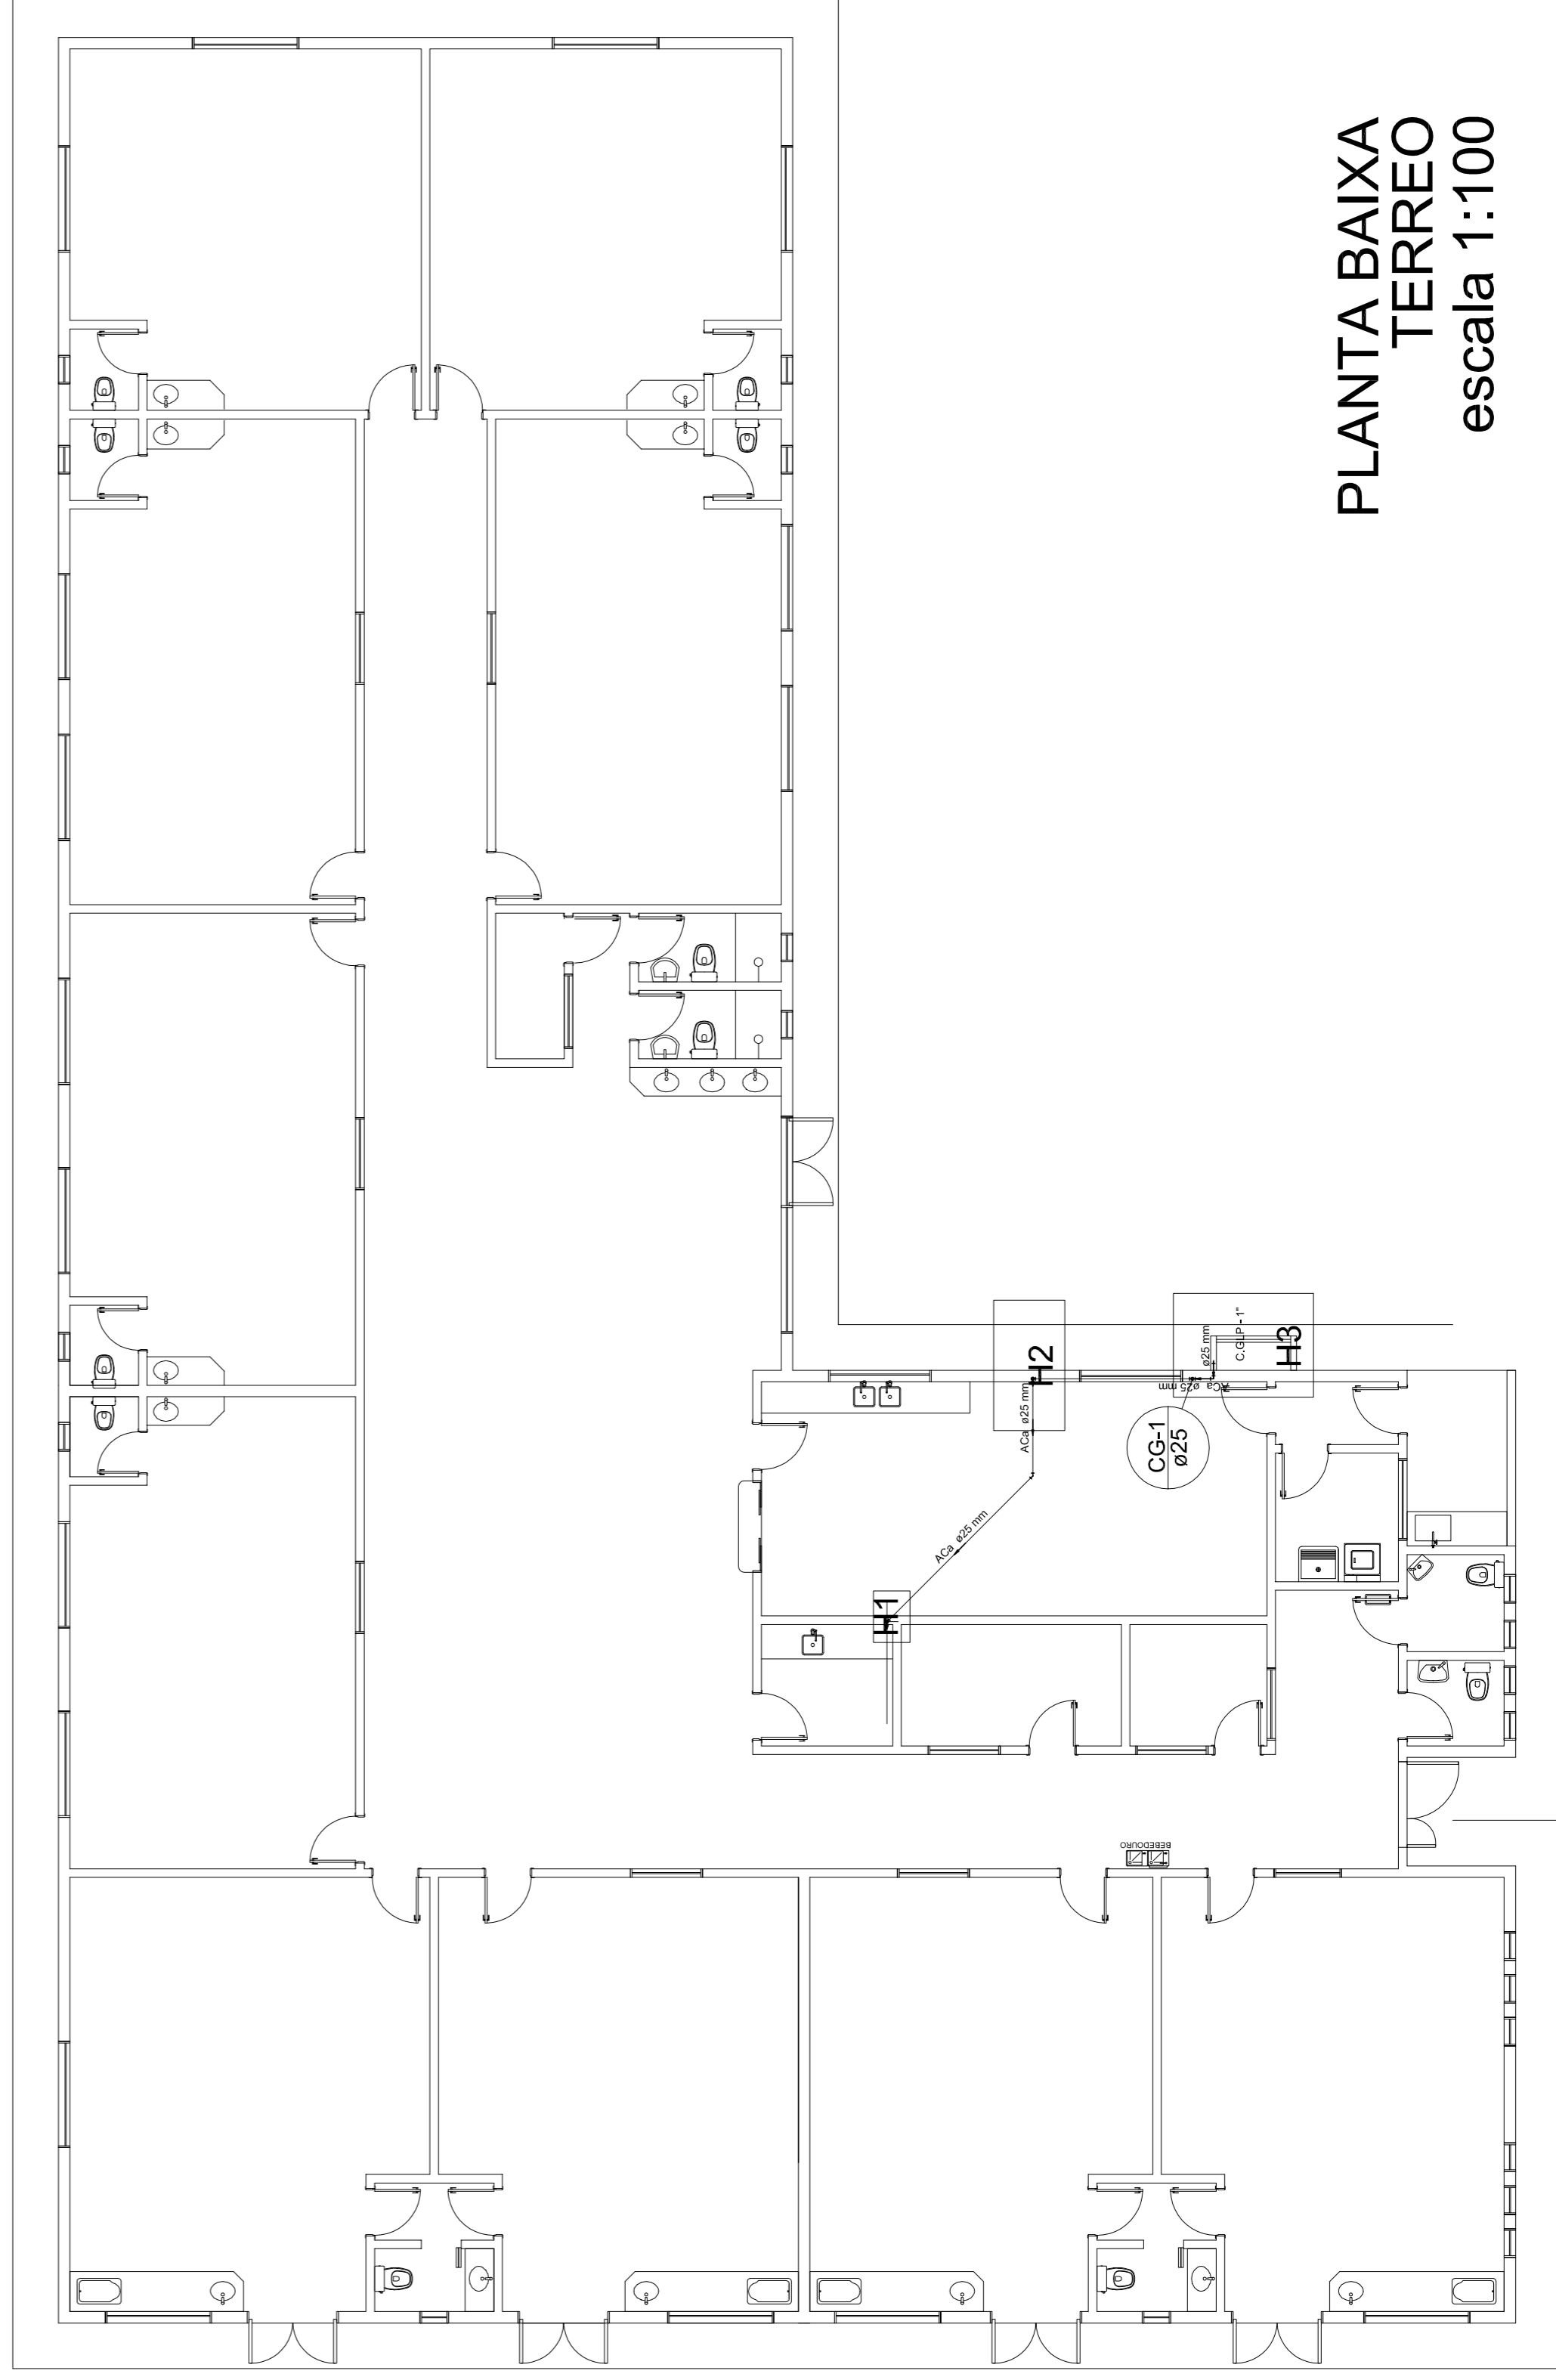 PLANTA BAIXA
TERREO
escala 1:100
H2
H3
C.GLP - 1"
ø25 mm
ACa ø25 mm
ACa ø25 mm
CG-1
ø25
ACa ø25 mm
H1
BEBEDOURO